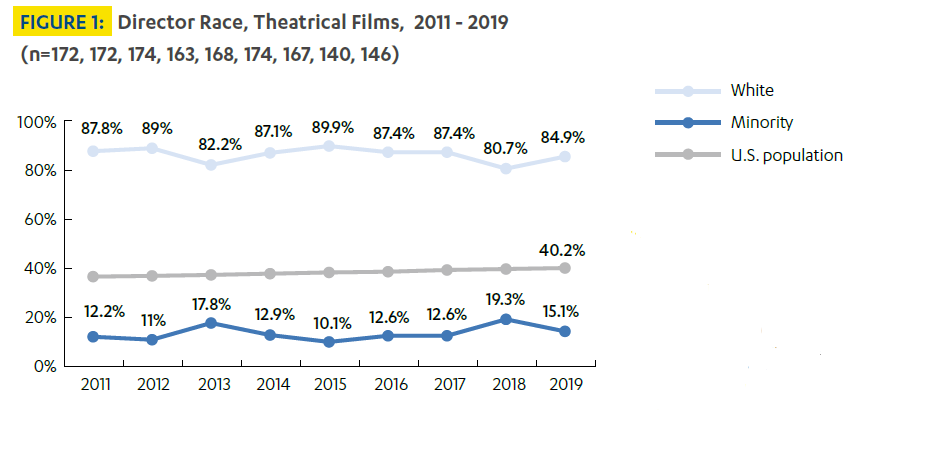 FIGURE 1: Director Race, Theatrical Films, 2011 - 2019
(n=172, 172, 174, 163, 168, 174, 167, 140, 146)
White
Minority
U.S. population
100%
80%
60%
40%
20%
0%
87.8% 89% 82.2% 87.1% 89.9% 87.4% 87.4% 80.7% 84.9%
40.2%
12.2% 11% 17.8% 12.9% 10.1% 12.6% 12.6% 19.3% 15.1%
2011 2012 2013 2014 2015 2016 2017 2018 2019